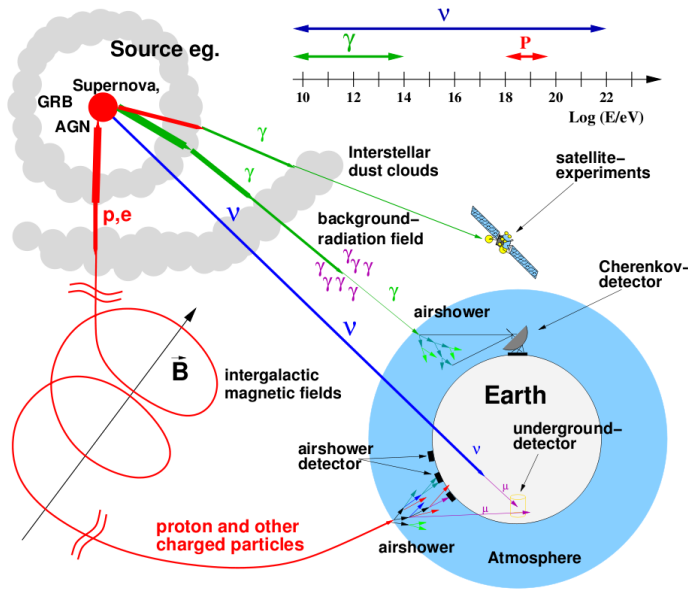 ν
γ
P
10 12 14 16 18 20 22
Log (E/eV)
Source eg.
Supernova,
GRB
AGN
p,e
γ
γ
ν
Interstellar
dust clouds
satellite–
experiments
background–
radiation field
γ
γ γ
γ γ γ γ
γ
ν
airshower
Cherenkov–
detector
B
intergalactic
magnetic fields
Earth
underground–
detector
airshower
detector
ν
μ
μ
proton and other
charged particles
airshower
Atmosphere